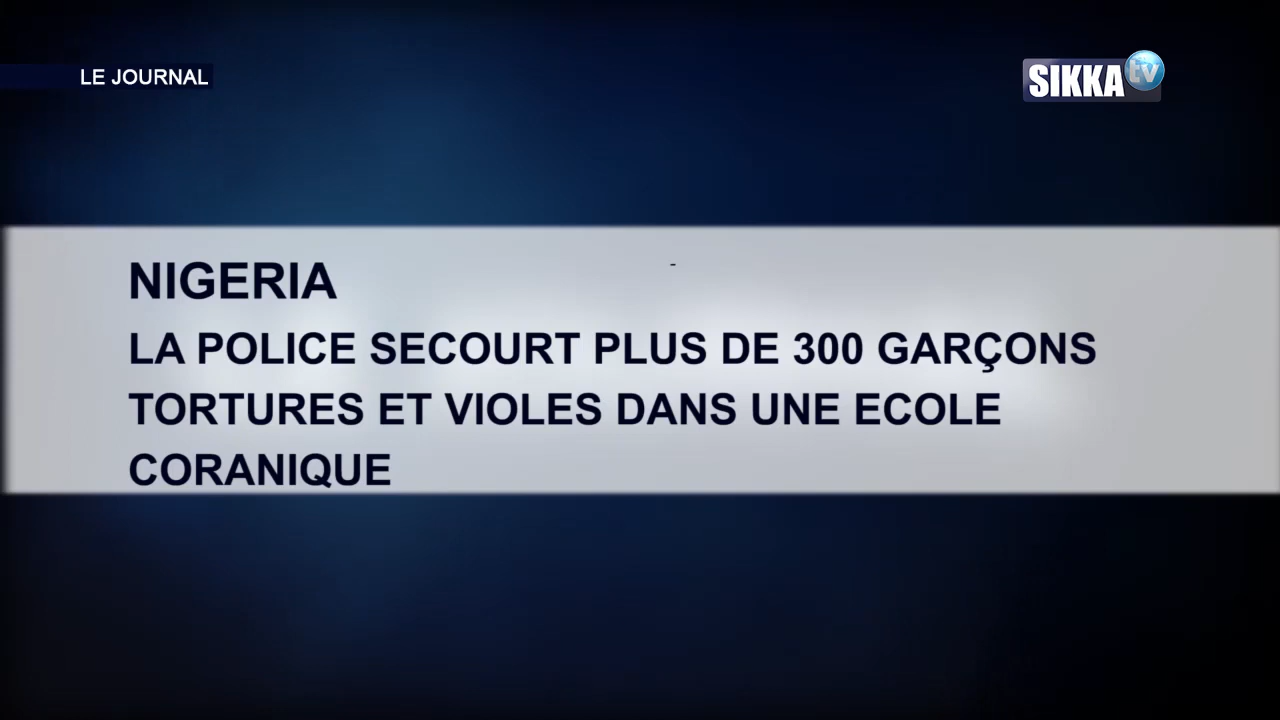 LE JOURNAL
SIKKA tv
NIGERIA
-
LA POLICE SECOURT PLUS DE 300 GARÇONS
TORTURES ET VIOLES DANS UNE ECOLE
CORANIQUE